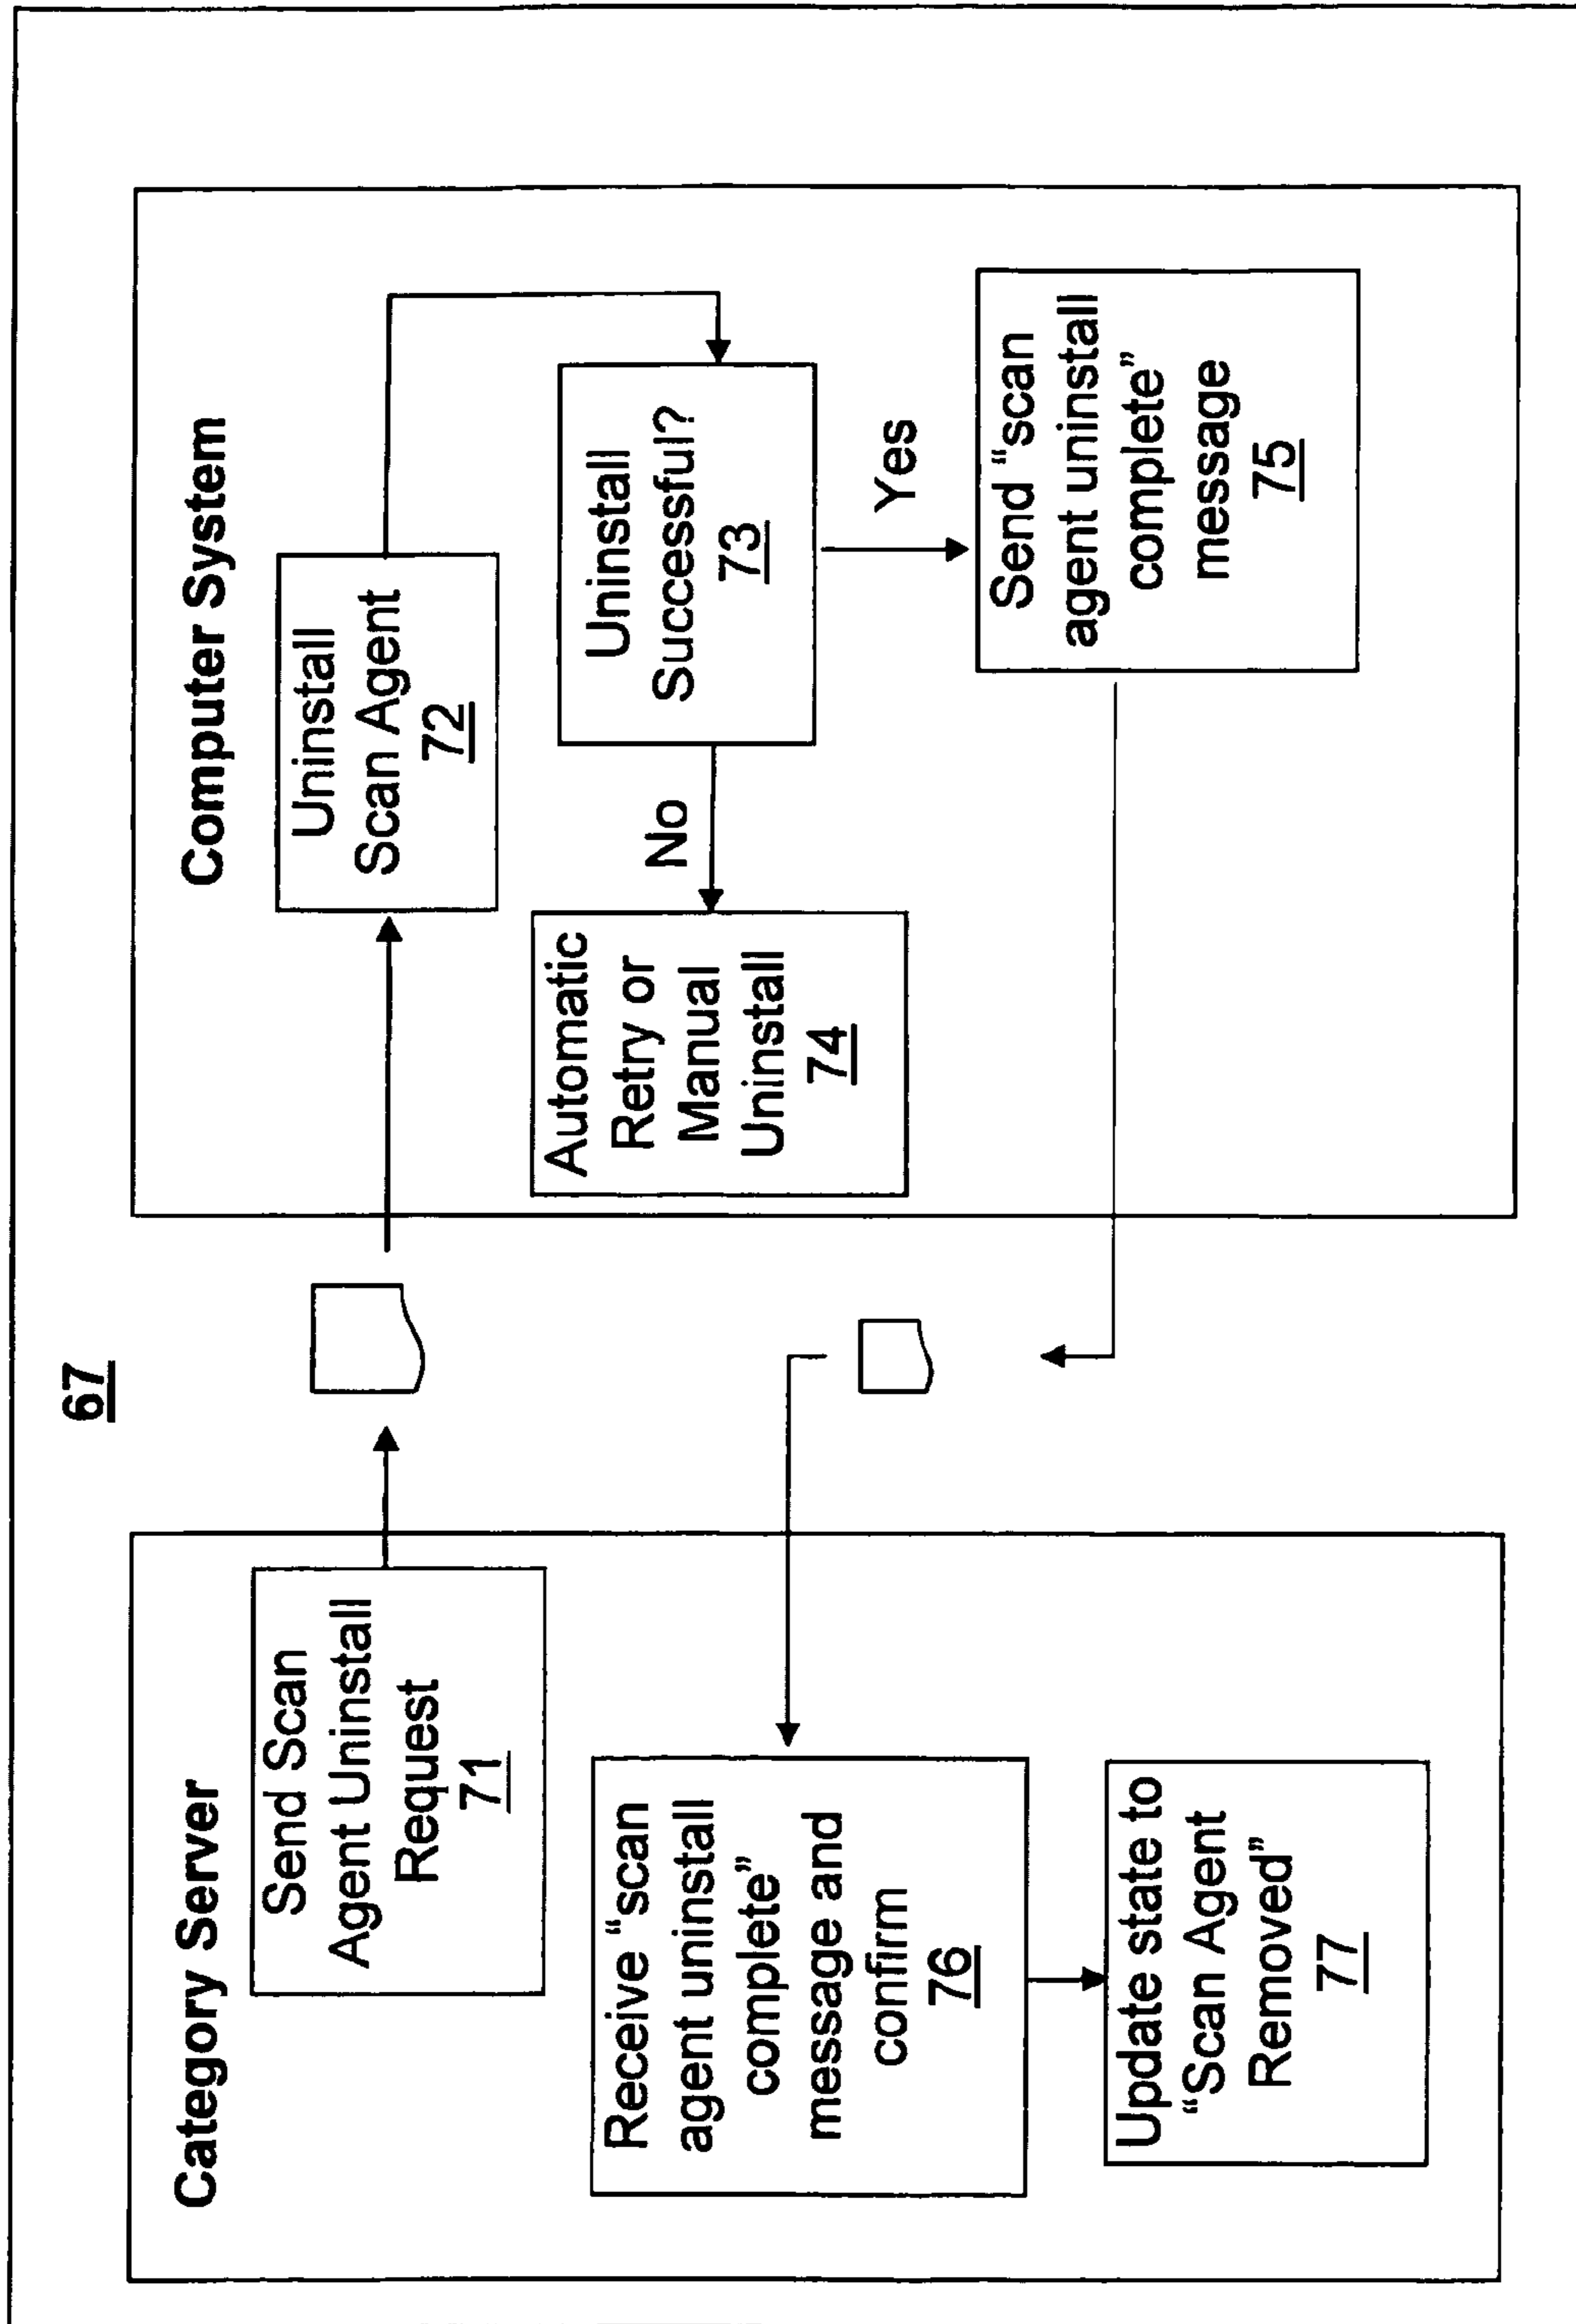 67
Category Server
Send Scan
Agent Uninstall
Request
71
Receive “scan
agent uninstall
complete”
message and
confirm
76
Update state to
“Scan Agent
Removed”
77
Computer System
Uninstall
Scan Agent
72
Uninstall
Successful?
73
No
Automatic
Retry or
Manual
Uninstall
74
Yes
Send “scan
agent uninstall
complete”
message
75